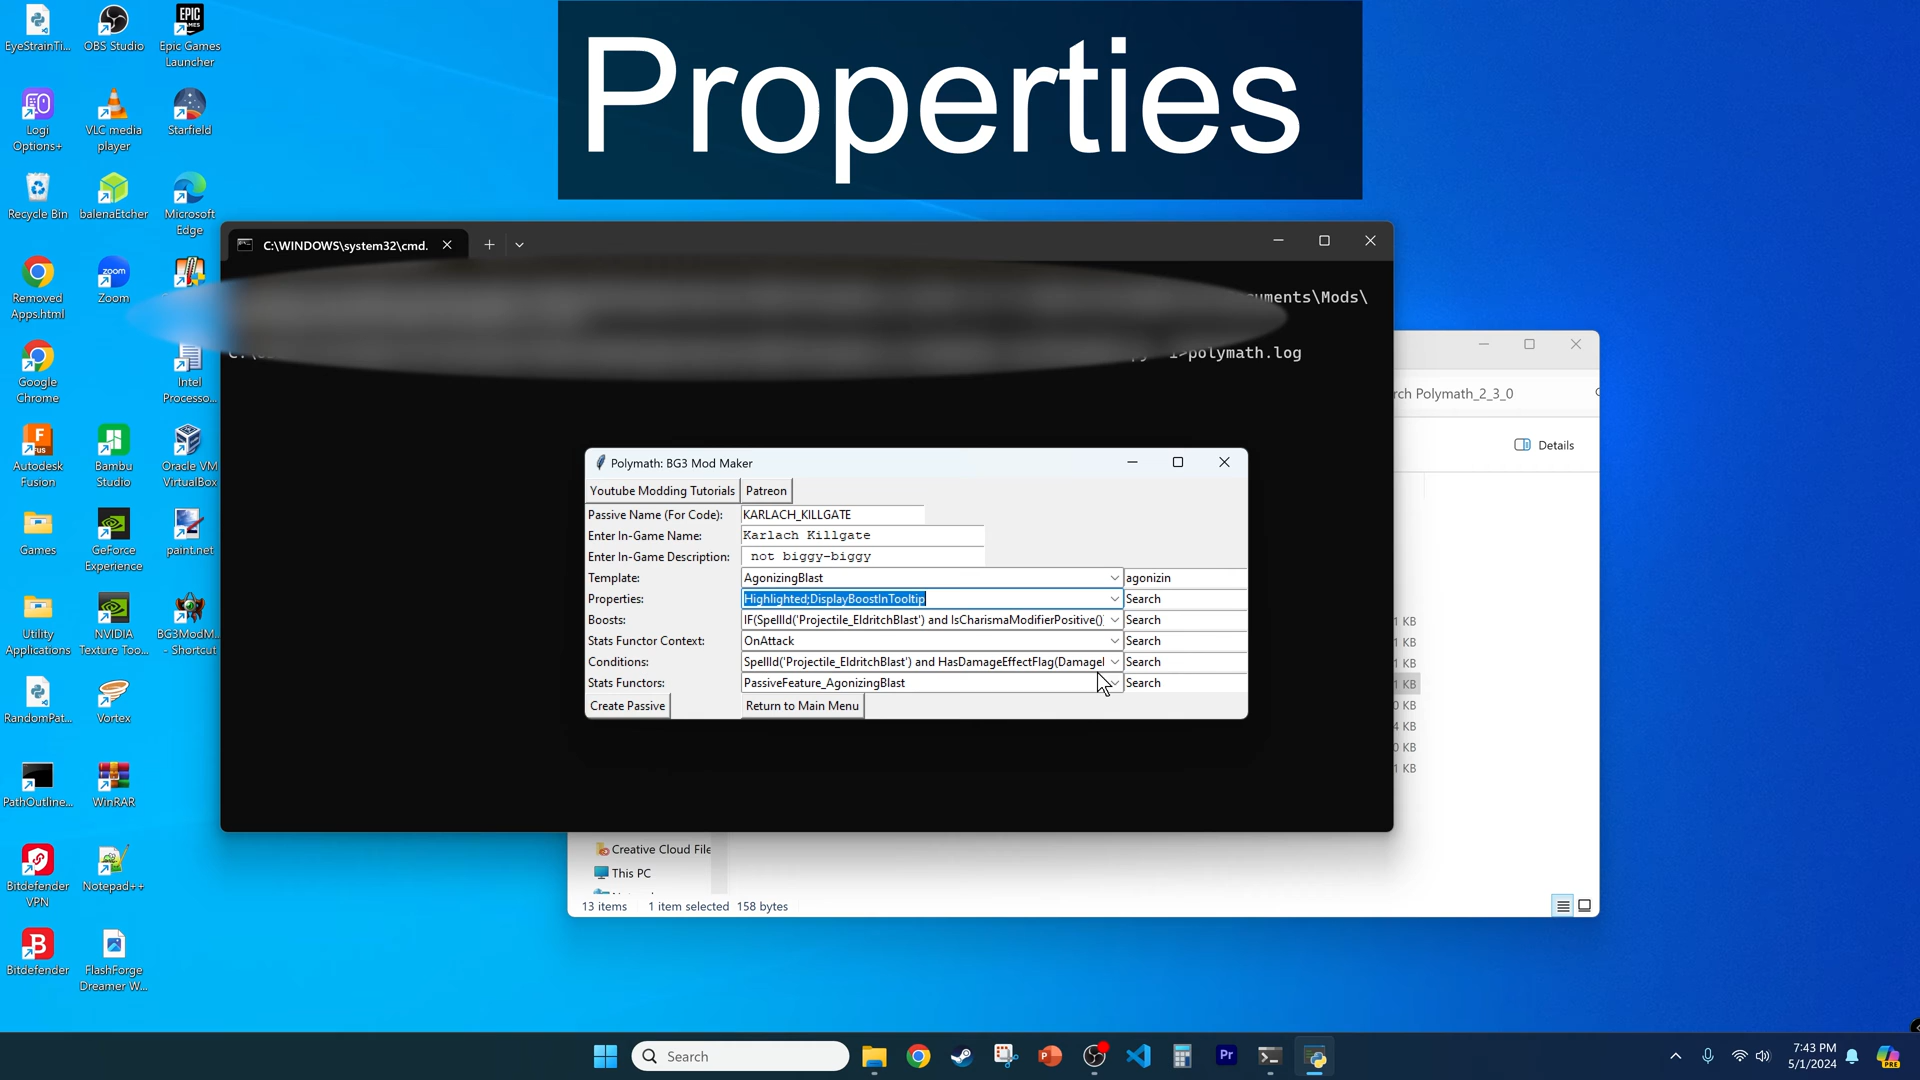 Properties
EyeStrainTi...
OBS Studio
Epic Games
Launcher
Logi
Options+
VLC media
player
Starfield
Recycle Bin
balenaEtcher
Microsoft
Edge
Removed
Apps.html
Zoom
Google
Chrome
Intel
Processo...
Autodesk
Fusion
Bambu
Studio
Oracle VM
VirtualBox
Games
GeForce
Experience
paint.net
Utility
Applications
NVIDIA
Texture Too...
BG3ModM...
- Shortcut
RandomPat...
Vortex
PathOutline...
WinRAR
Bitdefender
VPN
Notepad++
Bitdefender
FlashForge
Dreamer W...
C:\WINDOWS\system32\cmd.
uments\Mods\
>polymath.log
rch Polymath_2_3_0
Details
Polymath: BG3 Mod Maker
Youtube Modding Tutorials
Patreon
Passive Name (For Code): KARLACH_KILLGATE
Enter In-Game Name: Karlach Killgate
Enter In-Game Description: not biggy-biggy
Template: AgonizingBlast agonizin
Properties: Highlighted;DisplayBoostInTooltip Search
Boosts: IF(SpellId('Projectile_EldritchBlast') and IsCharismaModifierPositive() Search
Stats Functor Context: OnAttack Search
Conditions: SpellId('Projectile_EldritchBlast') and HasDamageEffectFlag(Damagel Search
Stats Functors: PassiveFeature_AgonizingBlast Search
Create Passive
Return to Main Menu
1 KB
1 KB
0 KB
4 KB
0 KB
1 KB
Creative Cloud File
This PC
13 items
1 item selected
158 bytes
Search
7:43 PM
5/1/2024